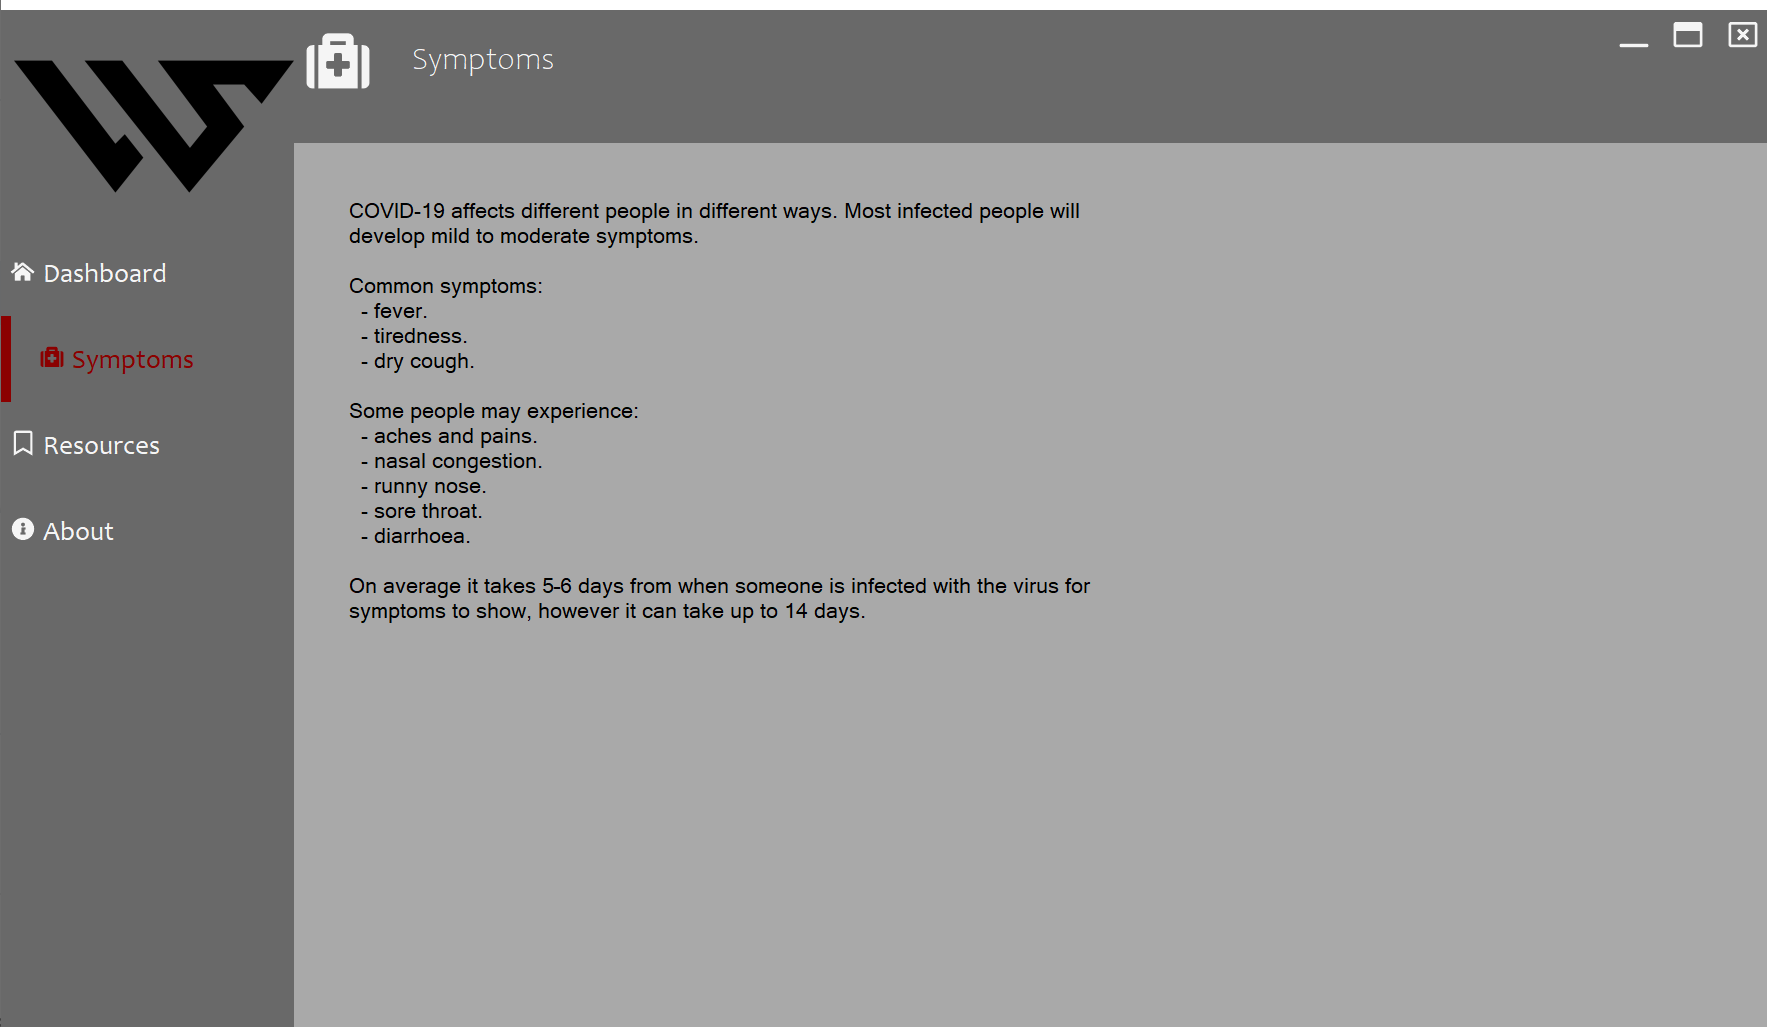 Symptoms
Dashboard
Symptoms
Resources
About
COVID-19 affects different people in different ways. Most infected people will
develop mild to moderate symptoms.
Common symptoms:
- fever.
- tiredness.
- dry cough.
Some people may experience:
- aches and pains.
- nasal congestion.
- runny nose.
- sore throat.
- diarrhoea.
On average it takes 5-6 days from when someone is infected with the virus for
symptoms to show, however it can take up to 14 days.